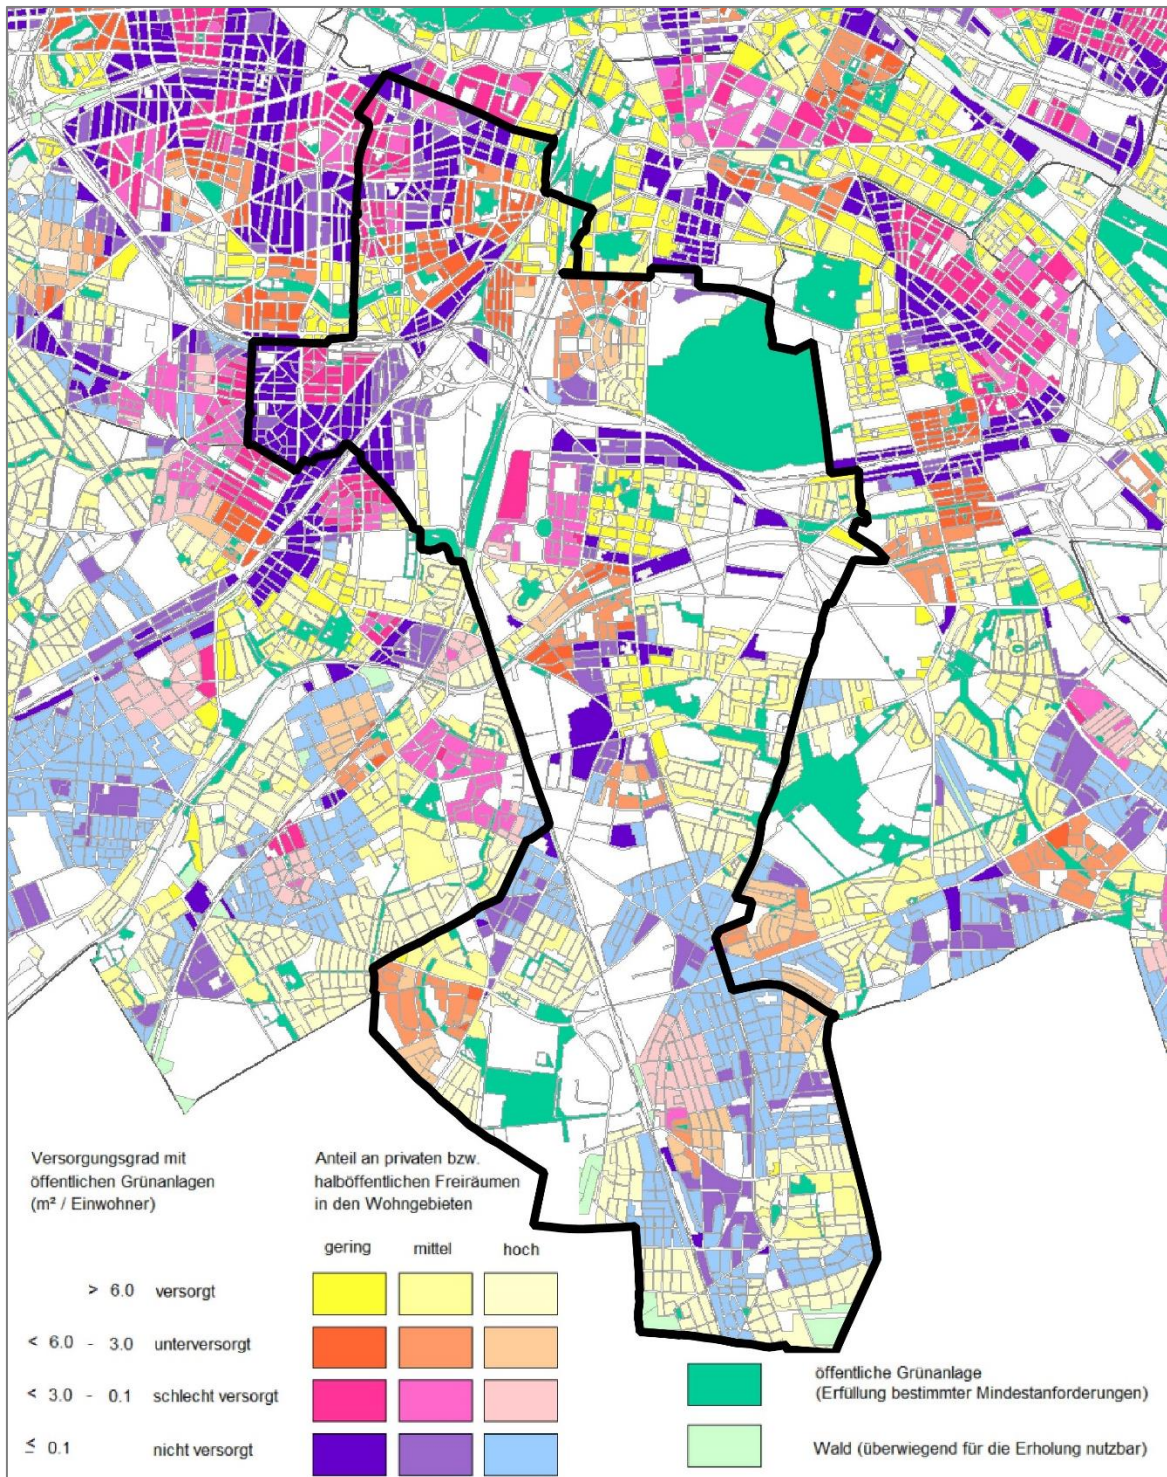 Versorgungsgrad mit
öffentlichen Grünanlagen
(m² / Einwohner)
Anteil an privaten bzw.
halböffentlichen Freiräumen
in den Wohngebieten
gering mittel hoch
> 6.0 versorgt
< 6.0 - 3.0 unterversorgt
< 3.0 - 0.1 schlecht versorgt
≤ 0.1 nicht versorgt
öffentliche Grünanlage
(Erfüllung bestimmter Mindestanforderungen)
Wald (überwiegend für die Erholung nutzbar)